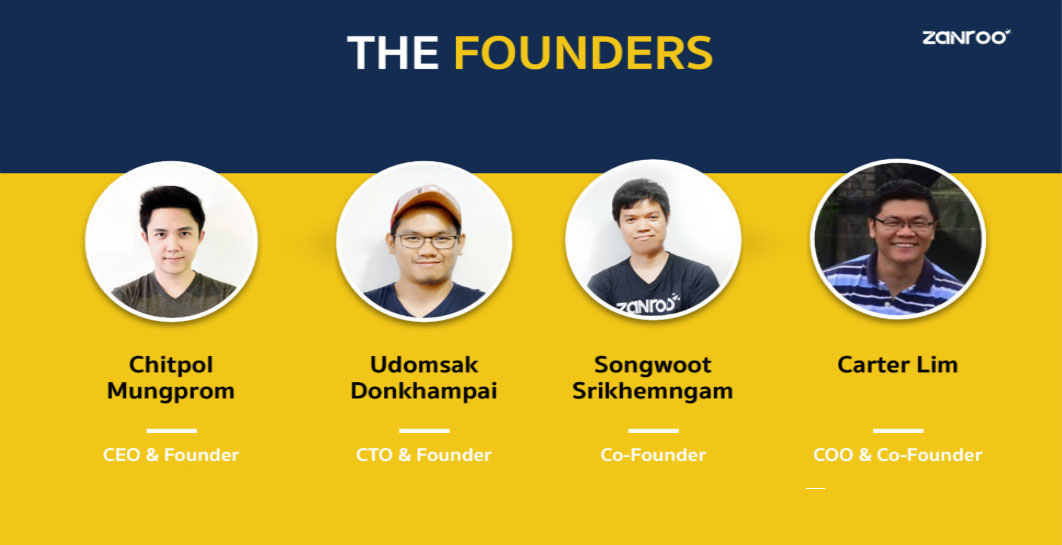 THE FOUNDERS
zanroo
zanroo
Chitpol
Mungprom
Udomsak
Donkhampai
Songwoot
Srikhemngam
Carter Lim
CEO & Founder
CTO & Founder
Co-Founder
COO & Co-Founder